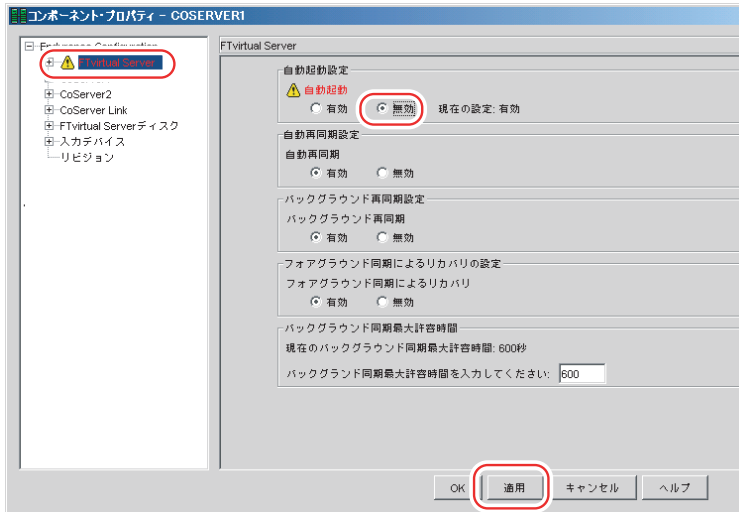 コンポーネント・プロパティ - COSERVER1
FTvirtual Server
FTvirtual Server
CoServer2
CoServer Link
FTvirtual Serverディスク
入力デバイス
リビジョン
自動起動設定
自動起動
有効 無効 現在の設定: 有効
自動再同期設定
自動再同期
有効 無効
バックグラウンド再同期設定
バックグラウンド再同期
有効 無効
フォアグラウンド同期によるリカバリの設定
フォアグラウンド同期によるリカバリ
有効 無効
バックグラウンド同期最大許容時間
現在のバックグラウンド同期最大許容時間: 600秒
バックグランド同期最大許容時間を入力してください: 600
OK 適用 キャンセル ヘルプ